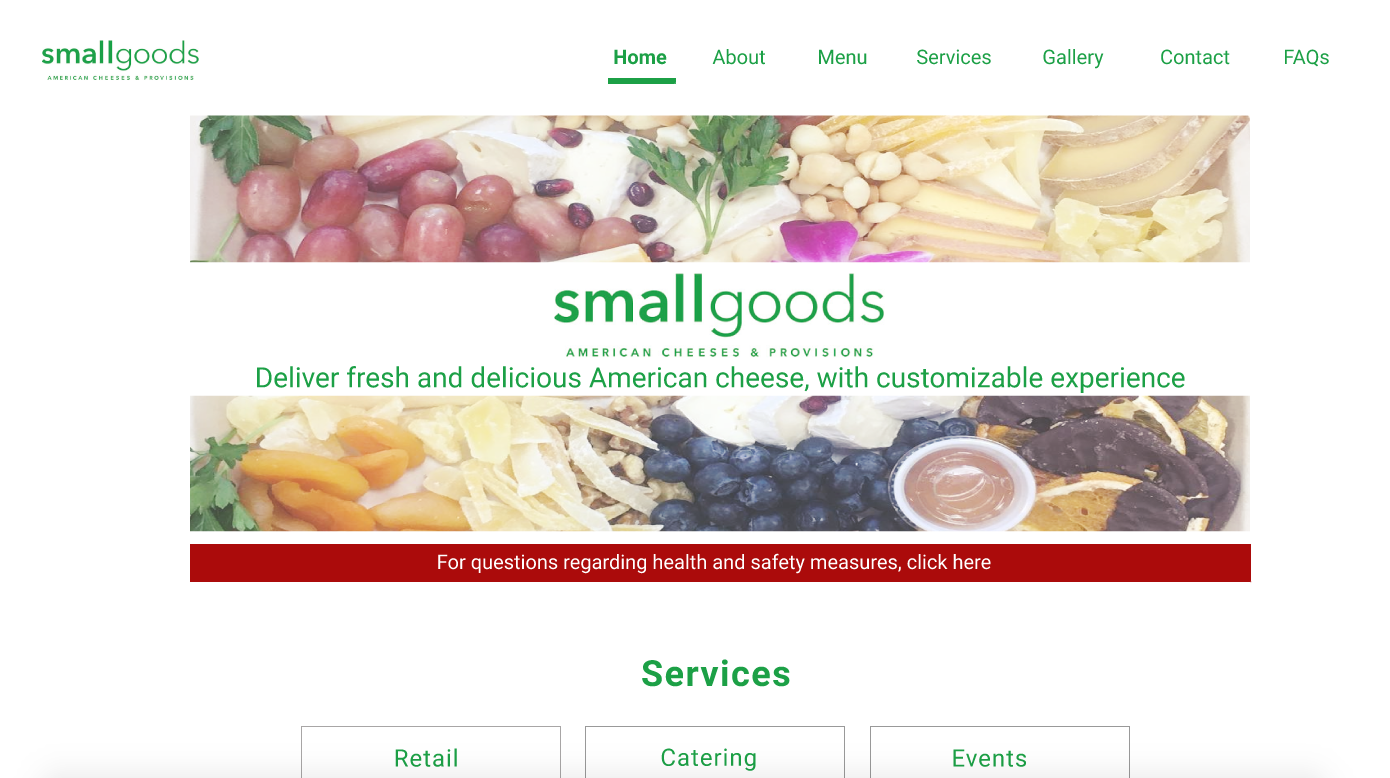 smallgoods
AMERICAN CHEESES & PROVISIONS
Home About Menu Services Gallery Contact FAQs
smallgoods
AMERICAN CHEESES & PROVISIONS
Deliver fresh and delicious American cheese, with customizable experience
For questions regarding health and safety measures, click here
Services
Retail Catering Events